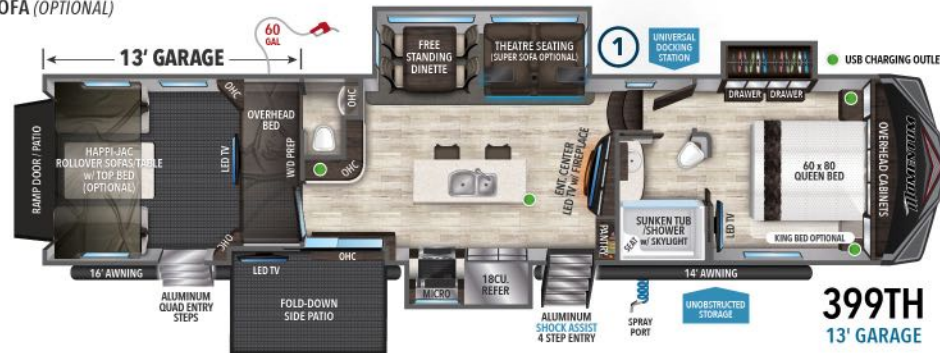 OFA (OPTIONAL)
60
GAL
13' GARAGE
FREE
STANDING
DINETTE
THEATRE SEATING
(SUPER SOFA OPTIONAL)
1
UNIVERSAL
DOCKING
STATION
USB CHARGING OUTLE
RAMP DOOR / PATIO
HAPPI-JAC
ROLLOVER SOFAS/TABLE
w/ TOP BED
(OPTIONAL)
OHC
OHC
LED TV
OVERHEAD
BED
W/D PREP
OHC
OHC
ENT. CENTER
LED TV w/ FIREPLACE
DRAWER
DRAWER
60 x 80
QUEEN BED
OVERHEAD CABINETS
MOMENTUM
SUNKEN TUB
/SHOWER
w/ SKYLIGHT
SEAT
PANTRY
LED TV
KING BED OPTIONAL
16' AWNING
LED TV
OHC
MICRO
18CU.
REFER
14' AWNING
ALUMINUM
QUAD ENTRY
STEPS
FOLD-DOWN
SIDE PATIO
ALUMINUM
SHOCK ASSIST
4 STEP ENTRY
SPRAY
PORT
UNOBSTRUCTED
STORAGE
399TH
13' GARAGE